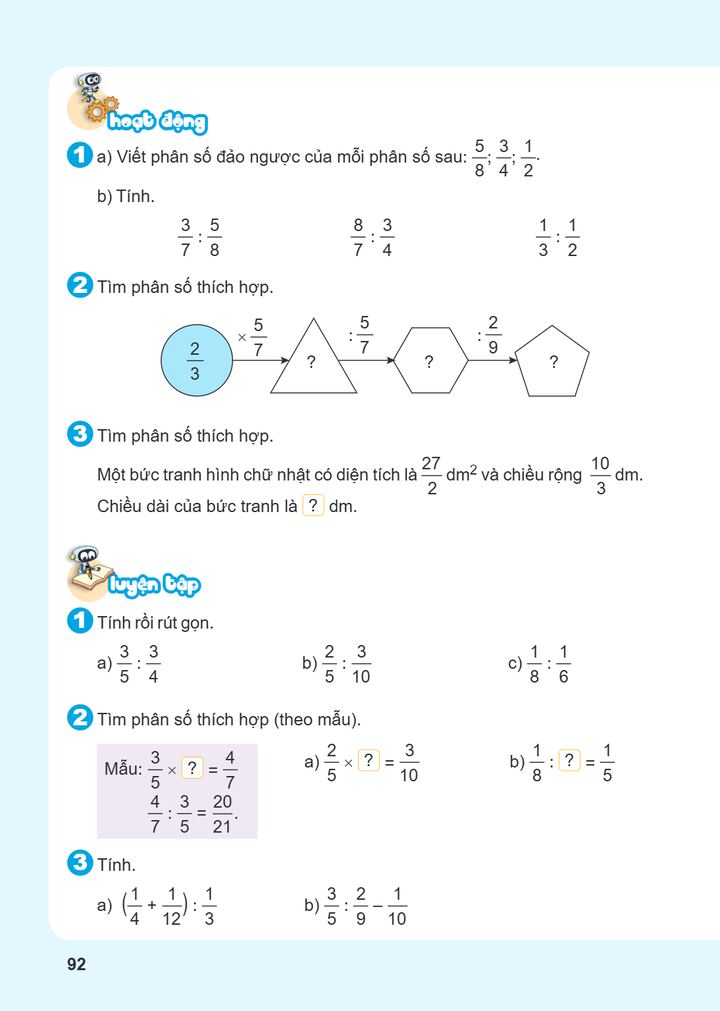 hoạt động
1 a) Viết phân số đảo ngược của mỗi phân số sau: 5/8; 3/4; 1/2.
b) Tính.
3/7 : 5/8 8/7 : 3/4 1/3 : 1/2
2 Tìm phân số thích hợp.
2/3 × 5/7 ? : 5/7 ? : 2/9 ?
3 Tìm phân số thích hợp.
Một bức tranh hình chữ nhật có diện tích là 27/2 dm² và chiều rộng 10/3 dm.
Chiều dài của bức tranh là ? dm.
luyện tập
1 Tính rồi rút gọn.
a) 3/5 : 3/4 b) 2/5 : 3/10 c) 1/8 : 1/6
2 Tìm phân số thích hợp (theo mẫu).
Mẫu: 3/5 × ? = 4/7 a) 2/5 × ? = 3/10 b) 1/8 : ? = 1/5
4/7 : 3/5 = 20/21.
3 Tính.
a) (1/4 + 1/12) : 1/3 b) 3/5 : 2/9 – 1/10
92